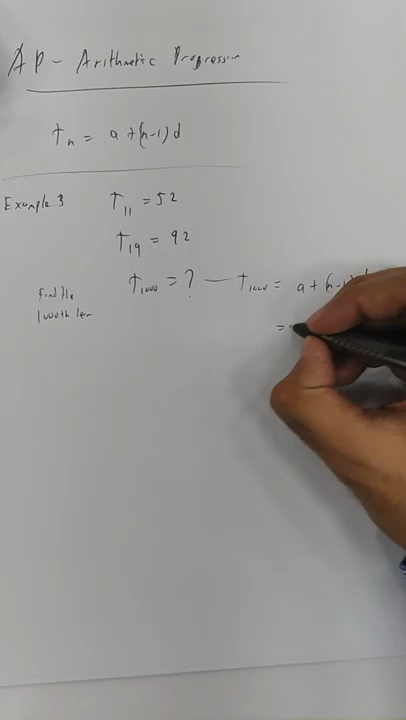 AP - Arithmetic Progression
Tn = a+(n-1)d
Example 3 T11 = 52
T19 = 92
find the 1000th term
T1000 = ? — T1000 = a+(n-1)
=